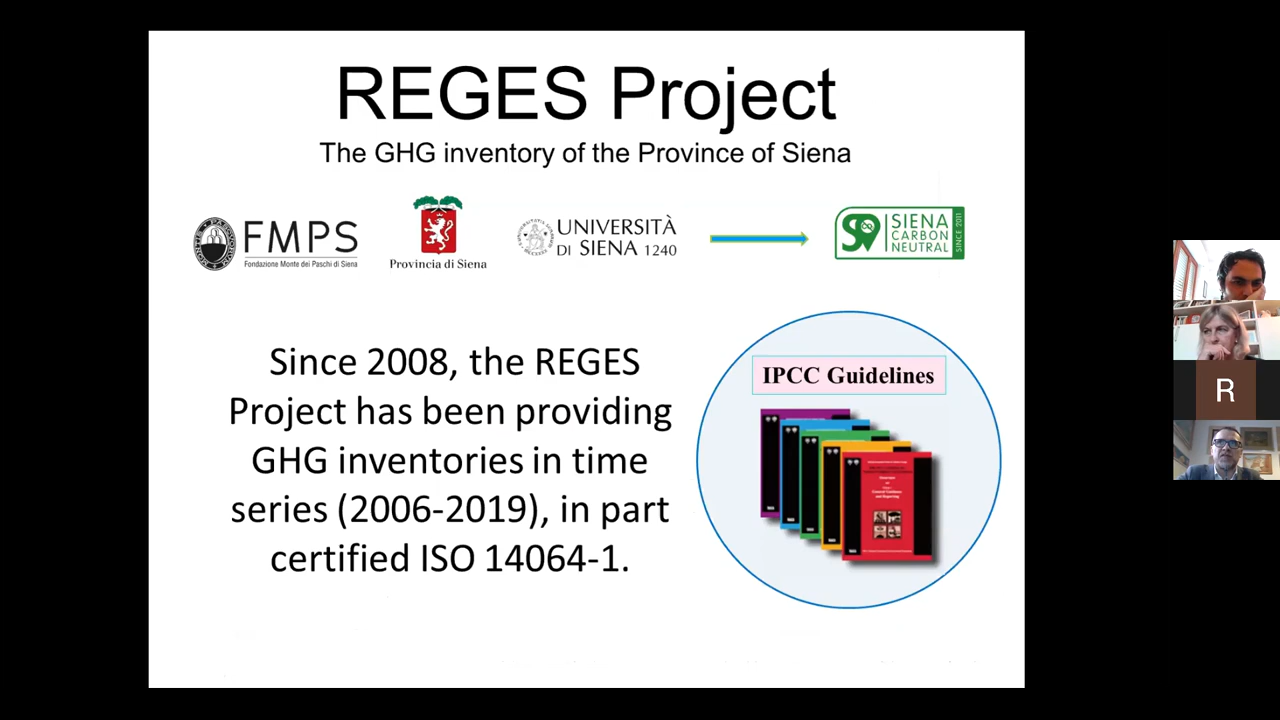 REGES Project
The GHG inventory of the Province of Siena
FMPS
Fondazione Monte dei Paschi di Siena
Provincia di Siena
UNIVERSITÀ
DI SIENA 1240
SIENA
CARBON
NEUTRAL
SINCE 2011
Since 2008, the REGES
Project has been providing
GHG inventories in time
series (2006-2019), in part
certified ISO 14064-1.
IPCC Guidelines
R